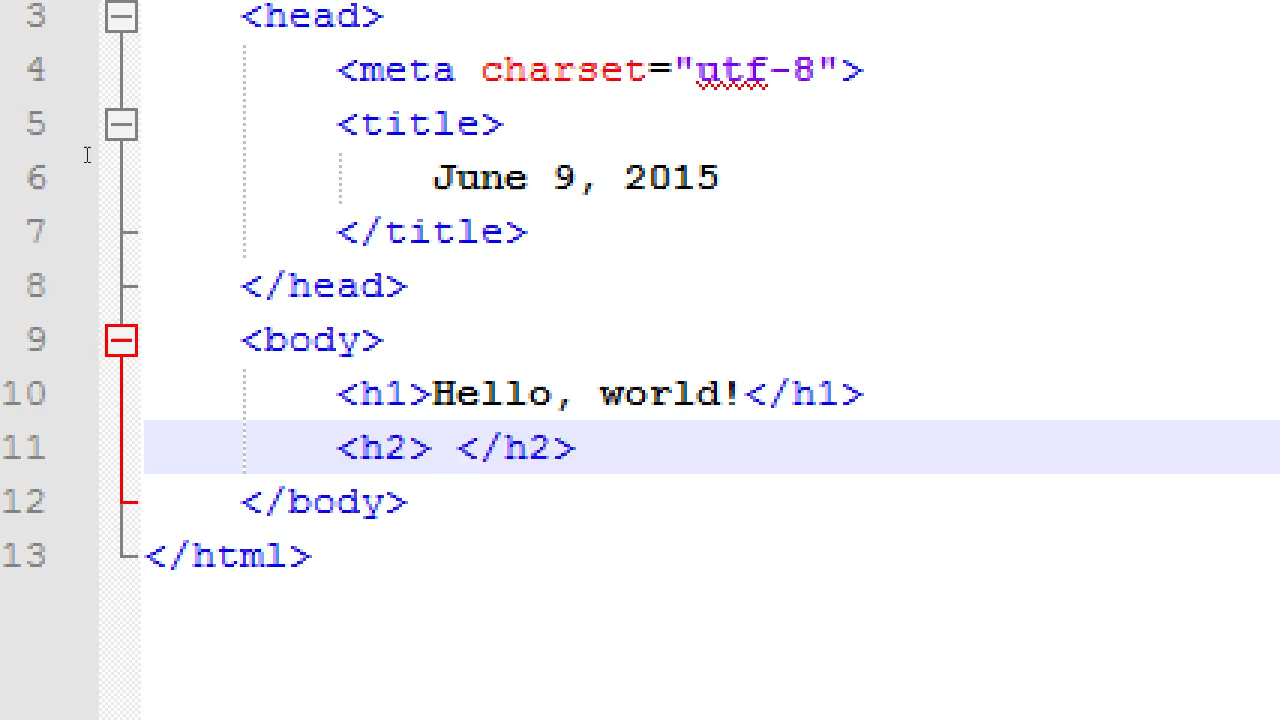 3 <head>
4 <meta charset="utf-8">
5 <title>
6 June 9, 2015
7 </title>
8 </head>
9 <body>
10 <h1>Hello, world!</h1>
11 <h2> </h2>
12 </body>
13 </html>